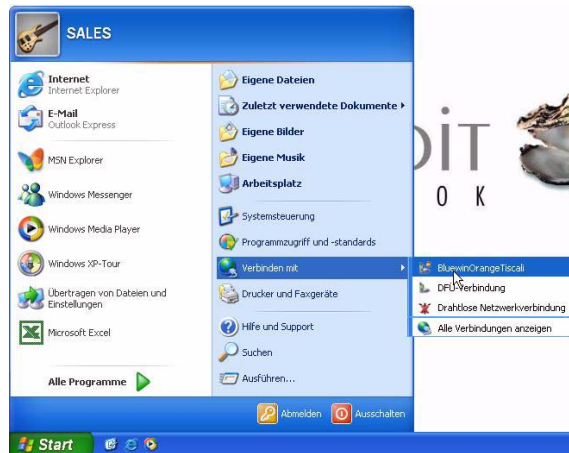 SALES
Internet
Internet Explorer
E-Mail
Outlook Express
MSN Explorer
Windows Messenger
Windows Media Player
Windows XP-Tour
Übertragen von Dateien und
Einstellungen
Microsoft Excel
Alle Programme
Eigene Dateien
Zuletzt verwendete Dokumente
Eigene Bilder
Eigene Musik
Arbeitsplatz
Systemsteuerung
Programmzugriff und -standards
Verbinden mit
Drucker und Faxgeräte
Hilfe und Support
Suchen
Ausführen...
BluewinOrangeTiscali
DFÜ-Verbindung
Drahtlose Netzwerkverbindung
Alle Verbindungen anzeigen
Abmelden
Ausschalten
Start